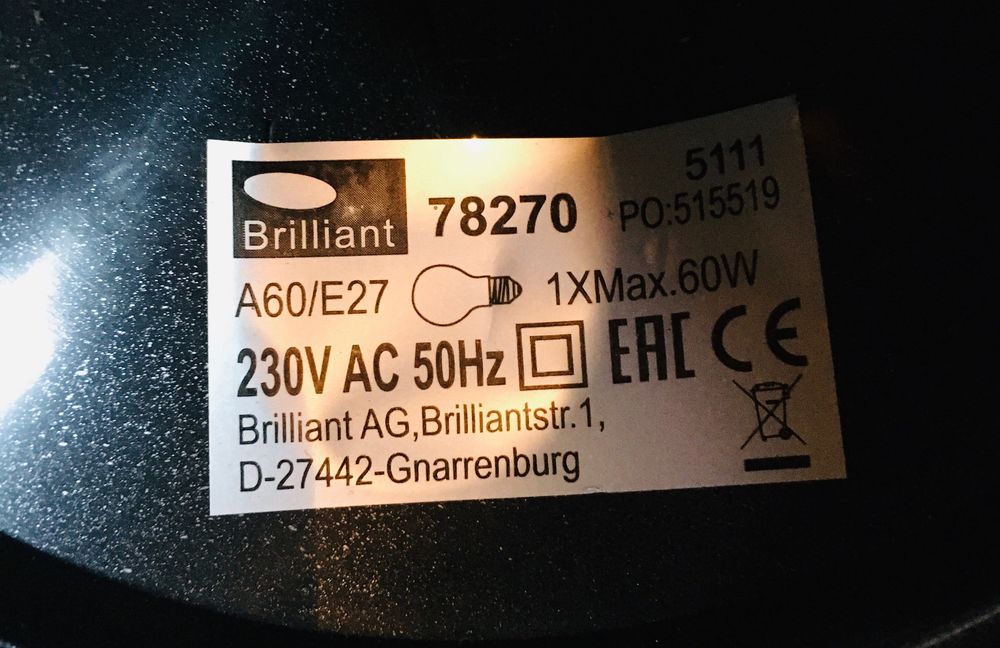 5111
Brilliant 78270 PO:515519
A60/E27 1XMax.60W
230V AC 50Hz EAC CE
Brilliant AG,Brilliantstr.1,
D-27442-Gnarrenburg